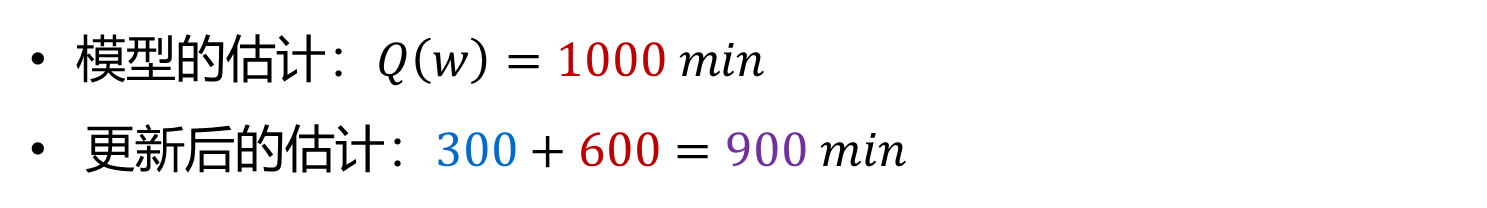 • 模型的估计：Q(w) = 1000 min
• 更新后的估计：300 + 600 = 900 min